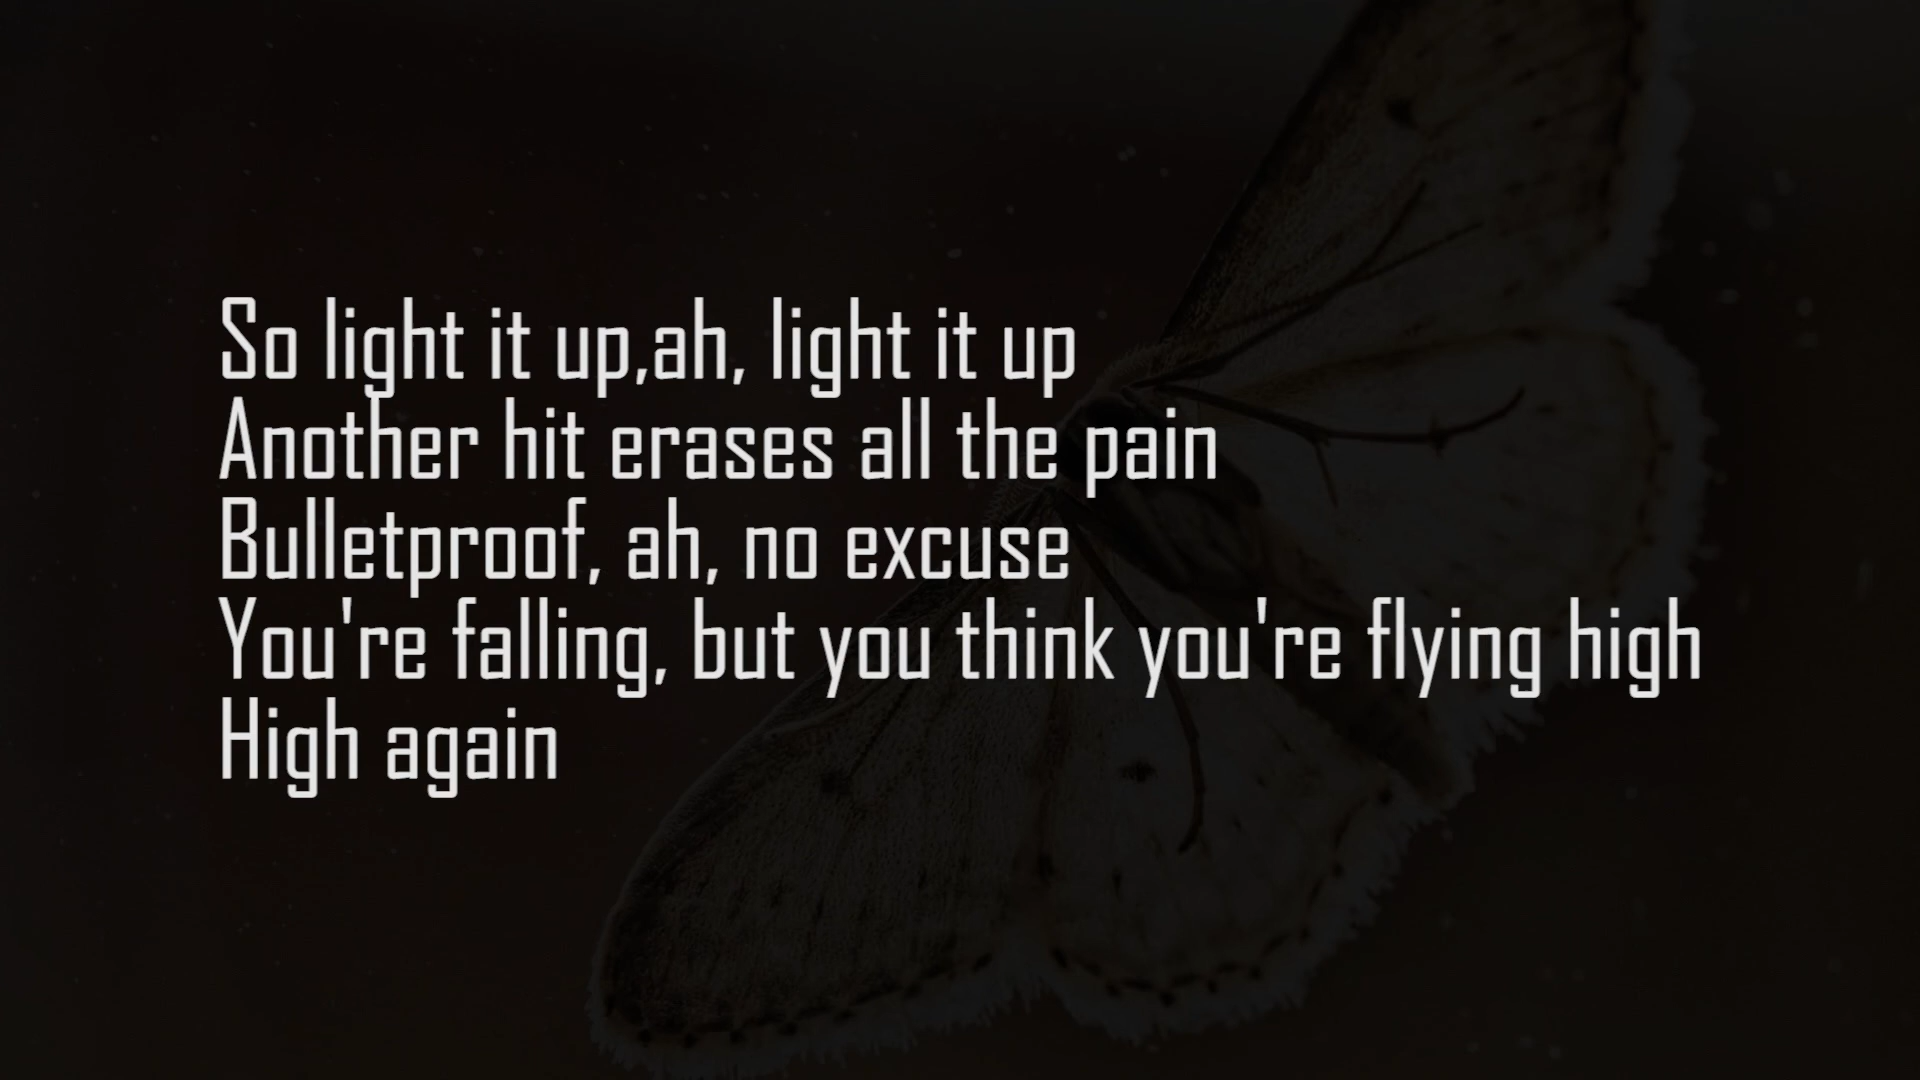 So light it up,ah, light it up
Another hit erases all the pain
Bulletproof, ah, no excuse
You're falling, but you think you're flying high
High again